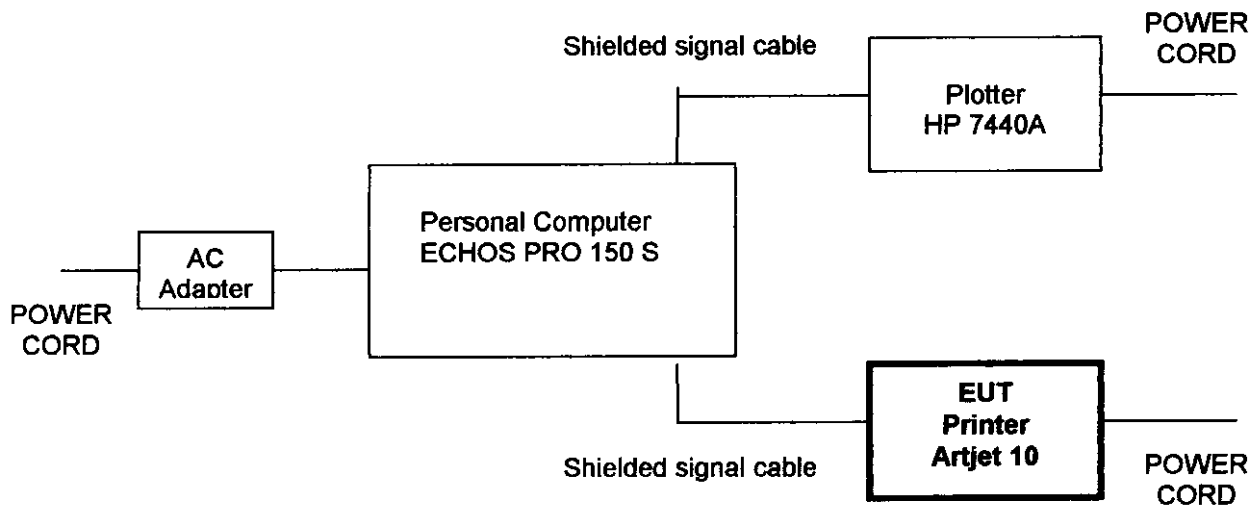 POWER
CORD
Shielded signal cable
Plotter
HP 7440A
Personal Computer
ECHOS PRO 150 S
AC
Adapter
POWER
CORD
EUT
Printer
Artjet 10
Shielded signal cable
POWER
CORD